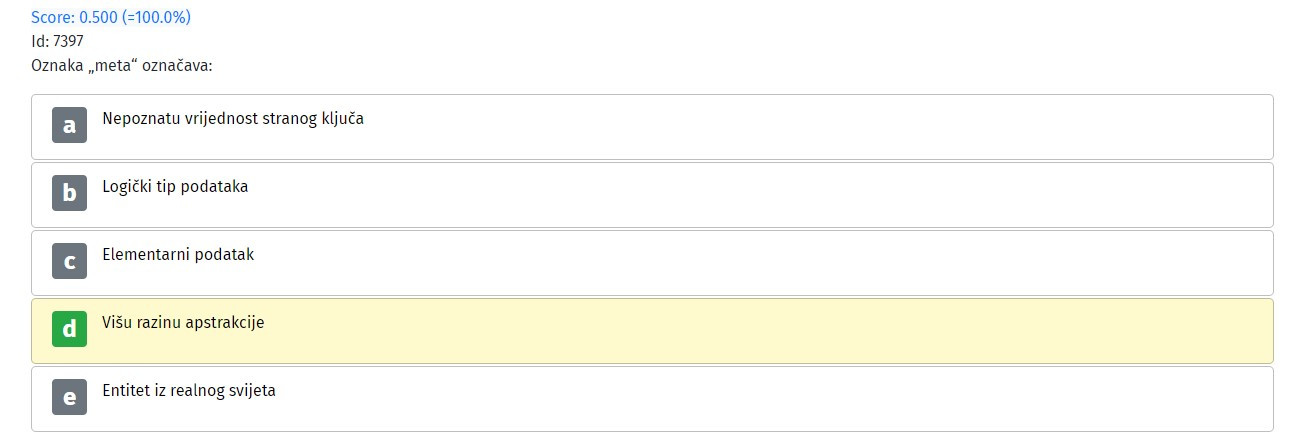 Score: 0.500 (=100.0%)
Id: 7397
Oznaka „meta“ označava:
a Nepoznatu vrijednost stranog ključa
b Logički tip podataka
c Elementarni podatak
d Višu razinu apstrakcije
e Entitet iz realnog svijeta